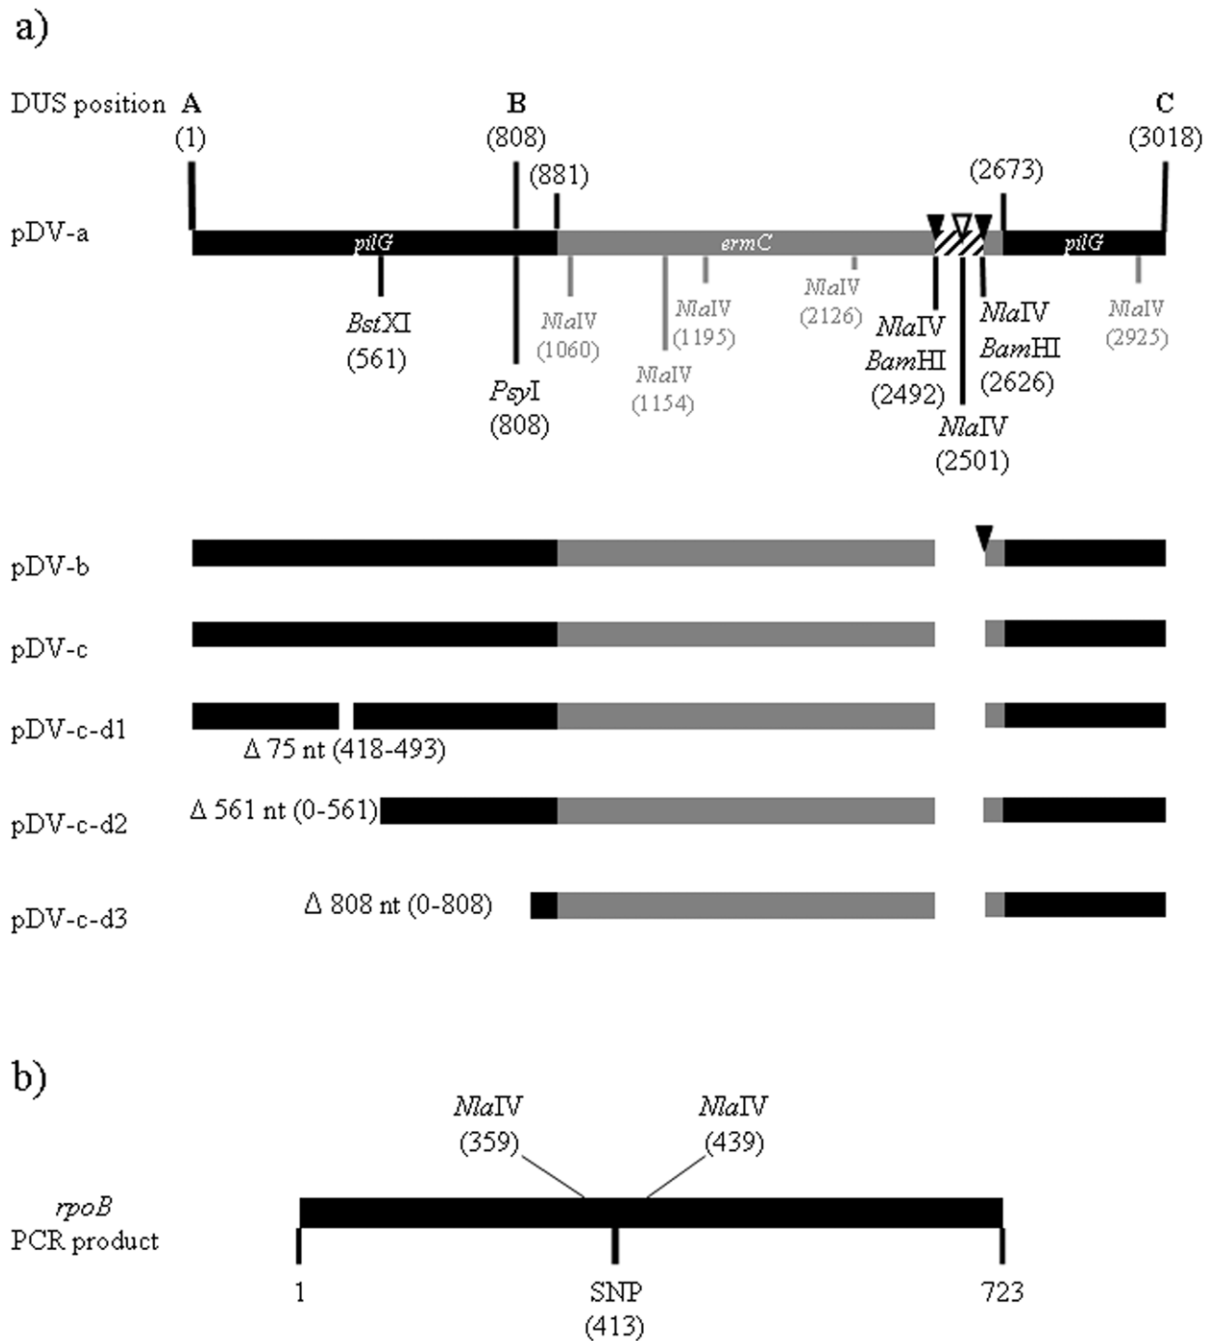 a)
DUS position A B C
(1) (808) (3018)
(881) (2673)
pDV-a
pilG ermC pilG
BstXI
(561)
PsyI
(808)
NlaIV
(1060)
NlaIV
(1154)
NlaIV
(1195)
NlaIV
(2126)
NlaIV
BamHI
(2492)
NlaIV
(2501)
NlaIV
BamHI
(2626)
NlaIV
(2925)
pDV-b
pDV-c
pDV-c-d1
Δ 75 nt (418-493)
pDV-c-d2
Δ 561 nt (0-561)
pDV-c-d3
Δ 808 nt (0-808)
b)
NlaIV
(359)
NlaIV
(439)
rpoB
PCR product
1 SNP 723
(413)